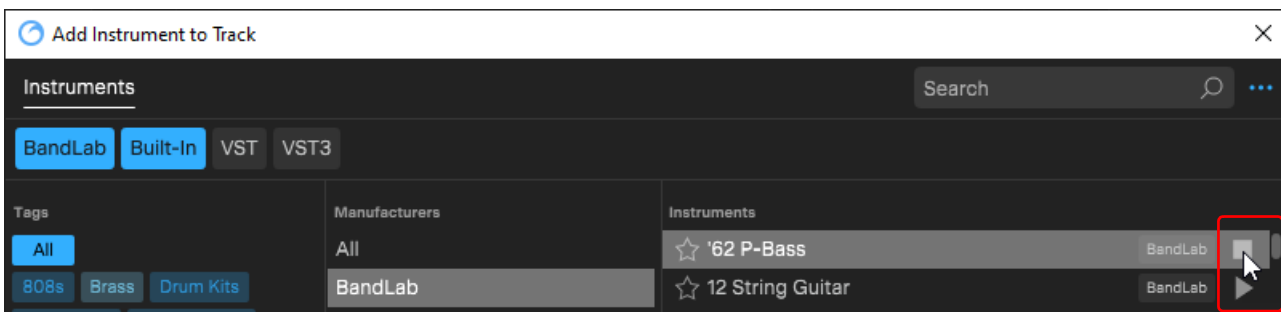 Add Instrument to Track
Instruments
Search
BandLab Built-In VST VST3
Tags Manufacturers Instruments
All All '62 P-Bass BandLab
808s Brass Drum Kits BandLab 12 String Guitar BandLab